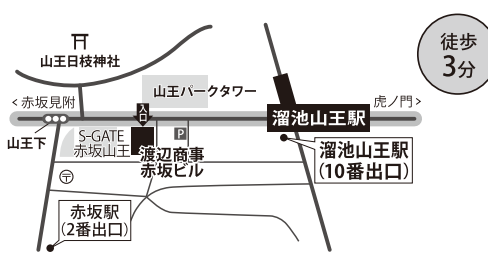 徒歩
3分
山王日枝神社
山王パークタワー
<赤坂見附
入口
虎ノ門>
溜池山王駅
山王下
S-GATE
赤坂山王
P
渡辺商事
赤坂ビル
溜池山王駅
(10番出口)
赤坂駅
(2番出口)